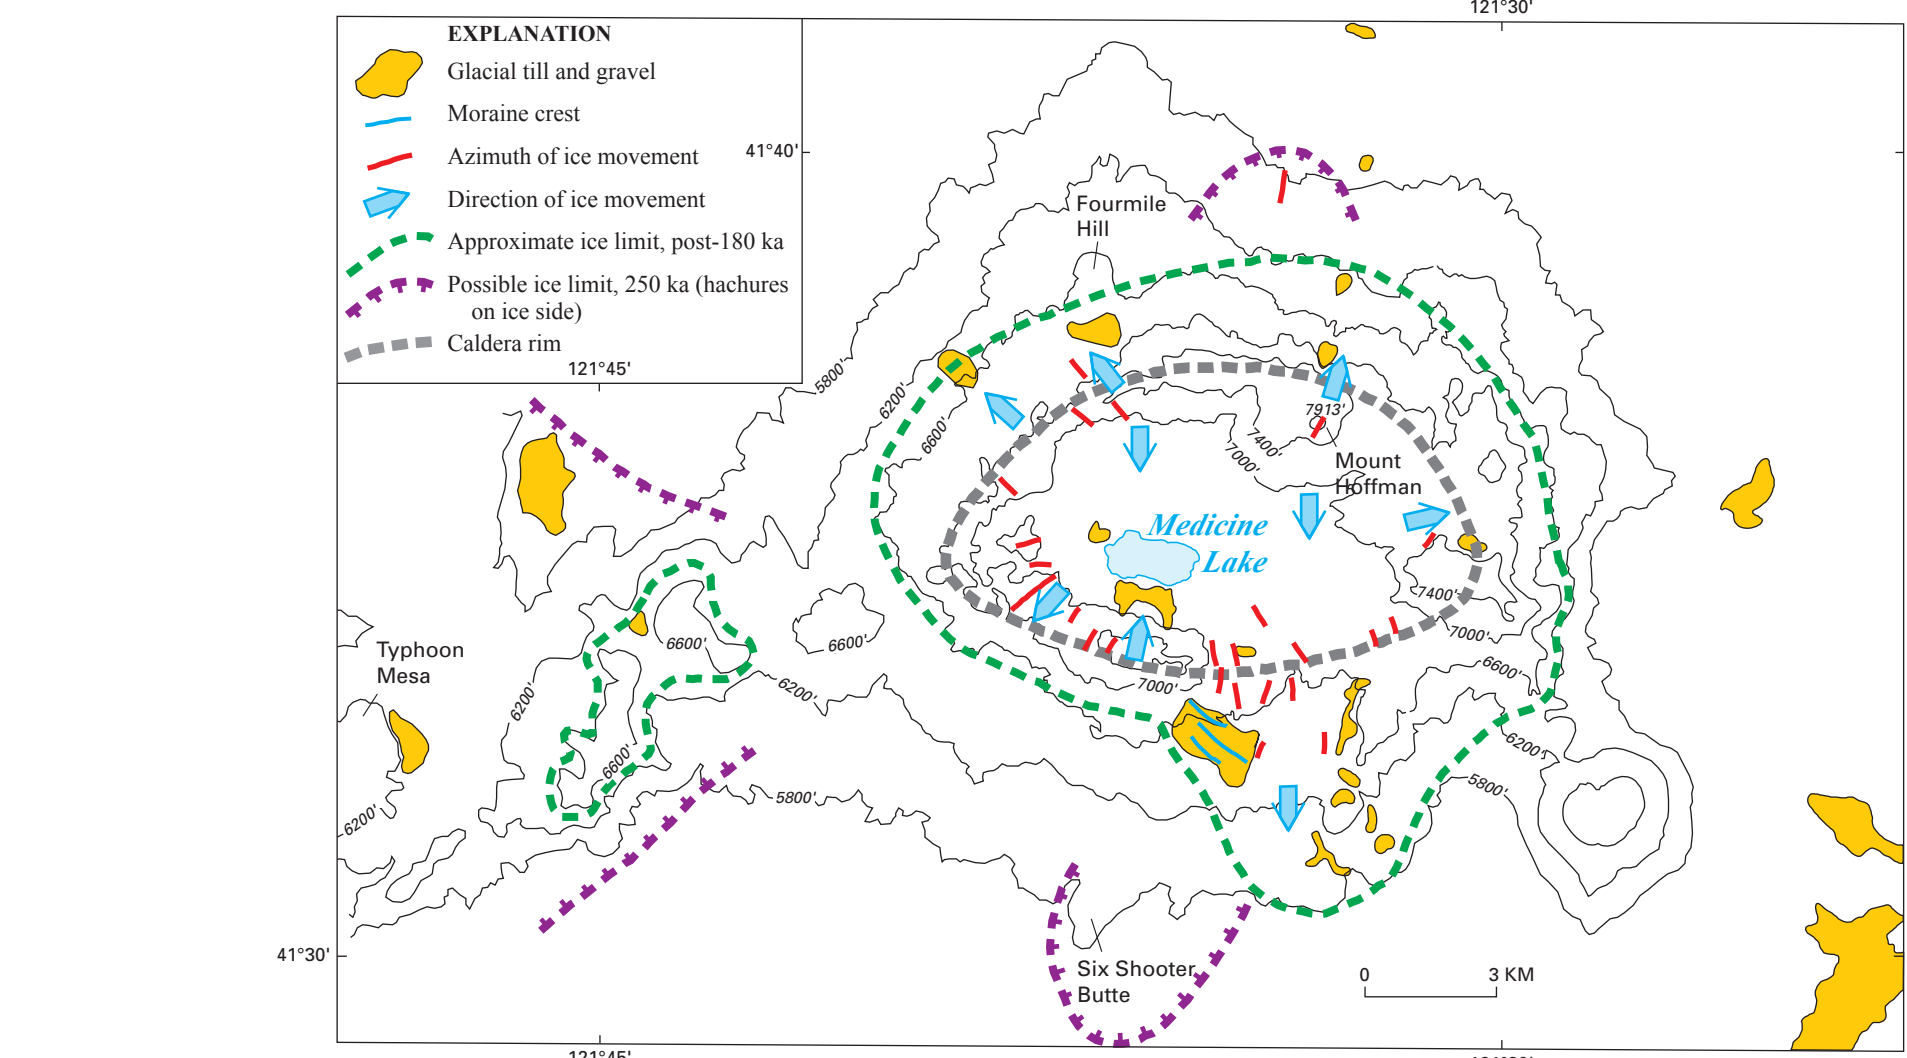 121°30'
EXPLANATION
Glacial till and gravel
Moraine crest
Azimuth of ice movement
Direction of ice movement
Approximate ice limit, post-180 ka
Possible ice limit, 250 ka (hachures
on ice side)
Caldera rim
121°45'
41°40'
Fourmile
Hill
5800'
6200'
6600'
7913'
7400'
7000'
Mount
Hoffman
Medicine
Lake
7400'
7000'
6600'
6600'
6600'
Typhoon
Mesa
6200'
6200'
7000'
6200'
6600'
5800'
5800'
6200'
41°30'
Six Shooter
Butte
0 3 KM
121°45'